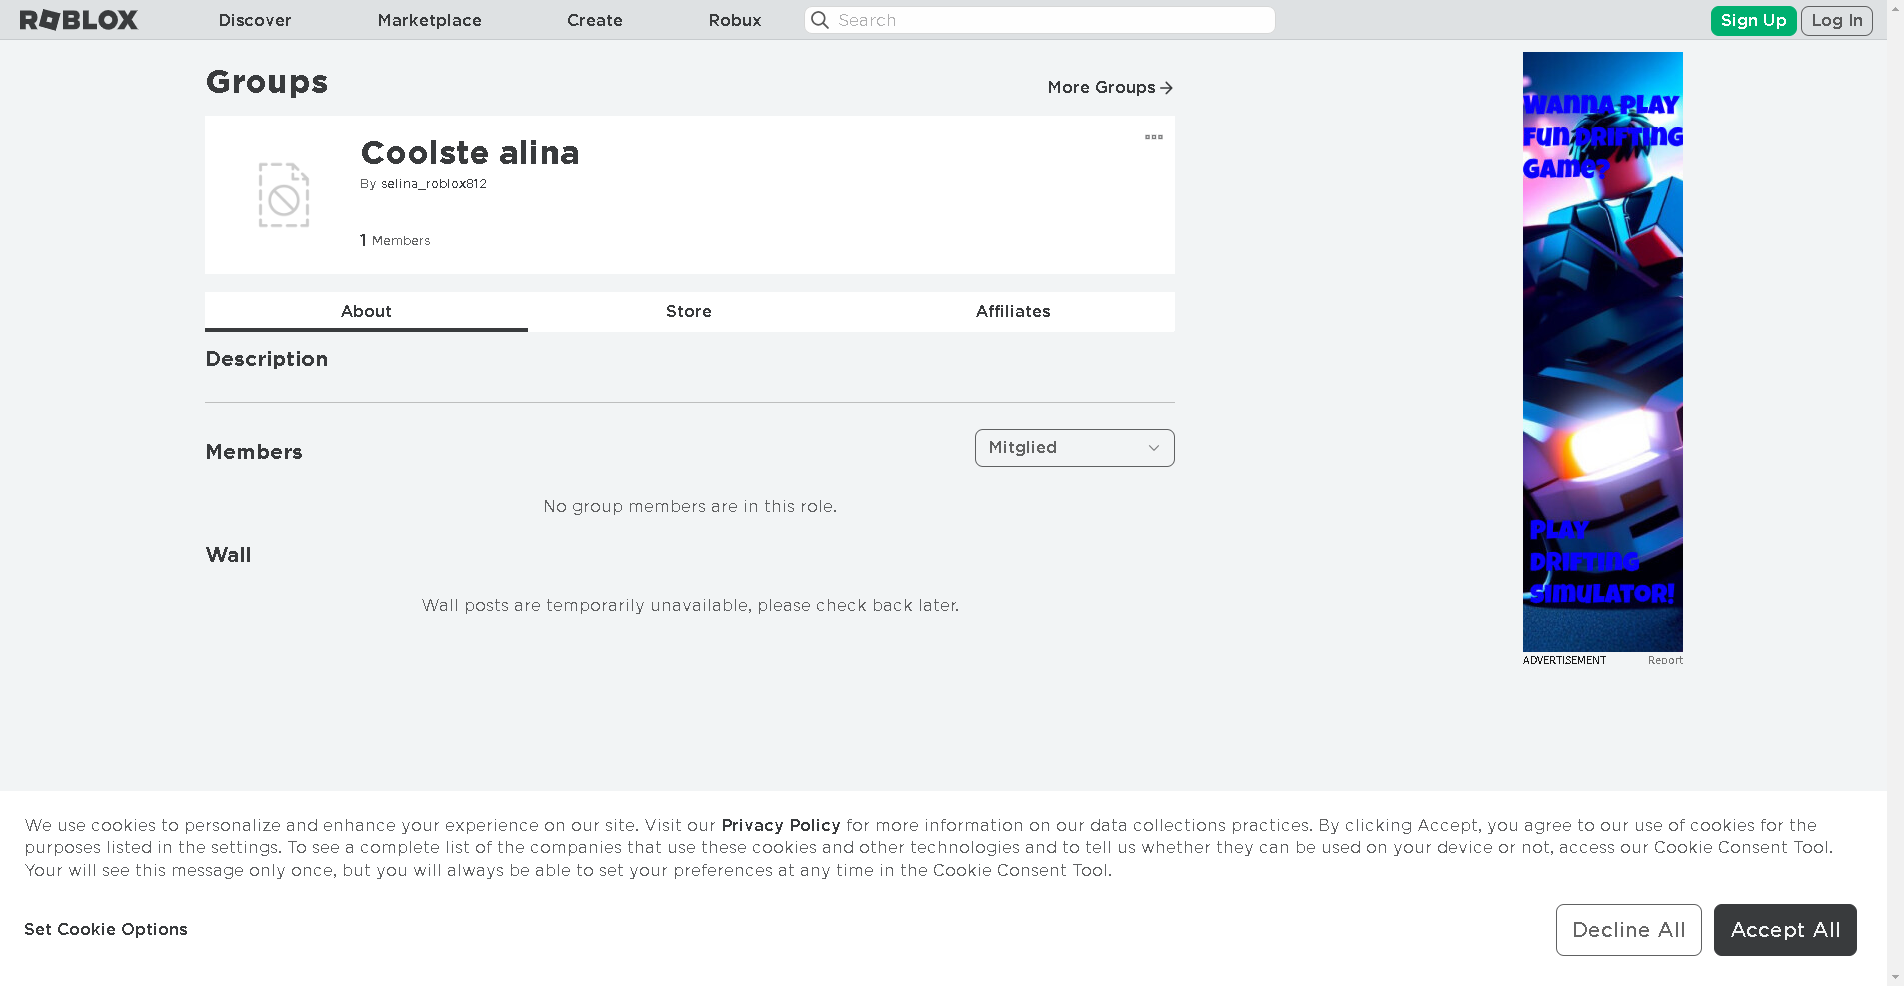 ROBLOX Discover Marketplace Create Robux Search Sign Up Log In
Groups
More Groups
Coolste alina
By selina_roblox812
1 Members
About Store Affiliates
Description
Members
Mitglied
No group members are in this role.
Wall
Wall posts are temporarily unavailable, please check back later.
WANNA PLAY
FUN DRIFTING
GAME?
PLAY
DRIFTING
SIMULATOR!
ADVERTISEMENT Report
We use cookies to personalize and enhance your experience on our site. Visit our Privacy Policy for more information on our data collections practices. By clicking Accept, you agree to our use of cookies for the
purposes listed in the settings. To see a complete list of the companies that use these cookies and other technologies and to tell us whether they can be used on your device or not, access our Cookie Consent Tool.
Your will see this message only once, but you will always be able to set your preferences at any time in the Cookie Consent Tool.
Set Cookie Options
Decline All
Accept All